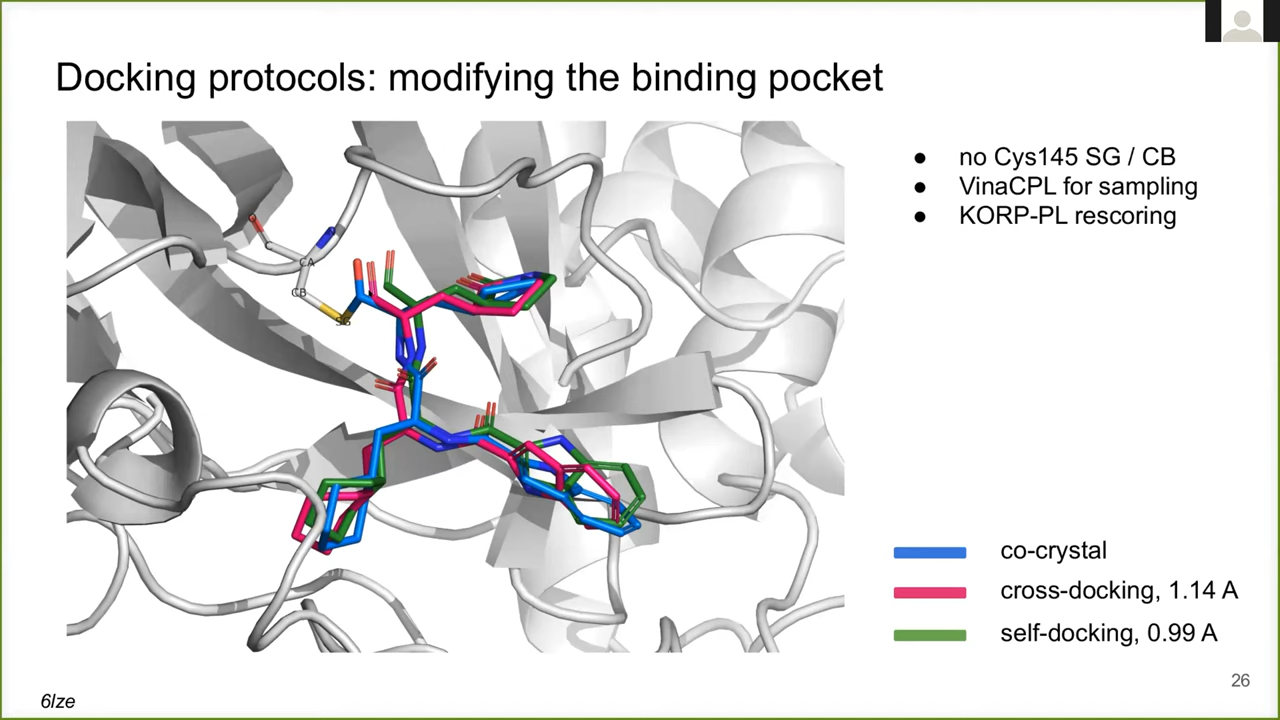 Docking protocols: modifying the binding pocket
● no Cys145 SG / CB
● VinaCPL for sampling
● KORP-PL rescoring
C
CA
CB
SG
co-crystal
cross-docking, 1.14 A
self-docking, 0.99 A
26
6lze